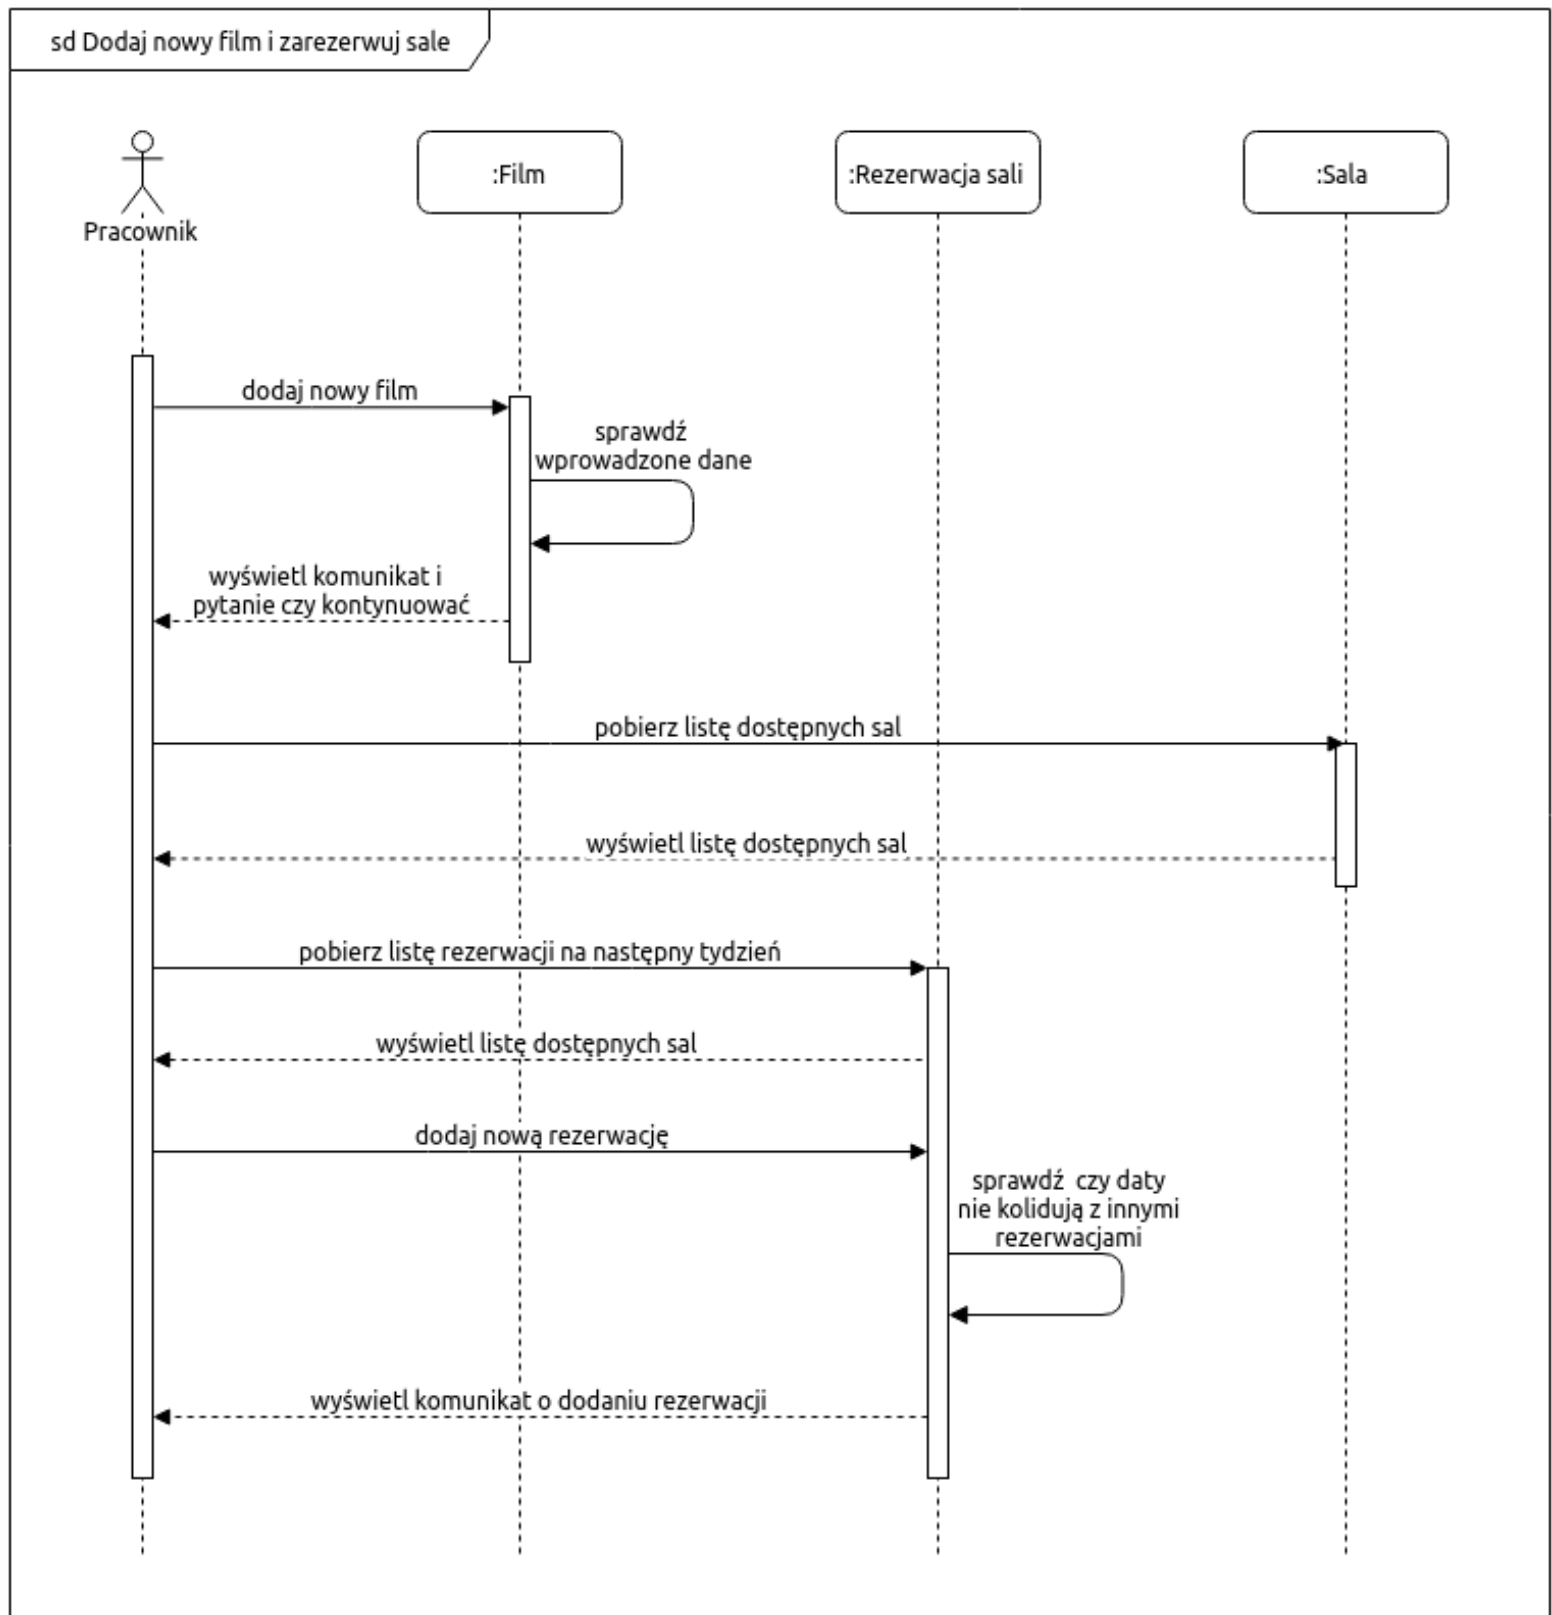 sd Dodaj nowy film i zarezerwuj sale
Pracownik
:Film
:Rezerwacja sali
:Sala
dodaj nowy film
sprawdź
wprowadzone dane
wyświetl komunikat i
pytanie czy kontynuować
pobierz listę dostępnych sal
wyświetl listę dostępnych sal
pobierz listę rezerwacji na następny tydzień
wyświetl listę dostępnych sal
dodaj nową rezerwację
sprawdź czy daty
nie kolidują z innymi
rezerwacjami
wyświetl komunikat o dodaniu rezerwacji